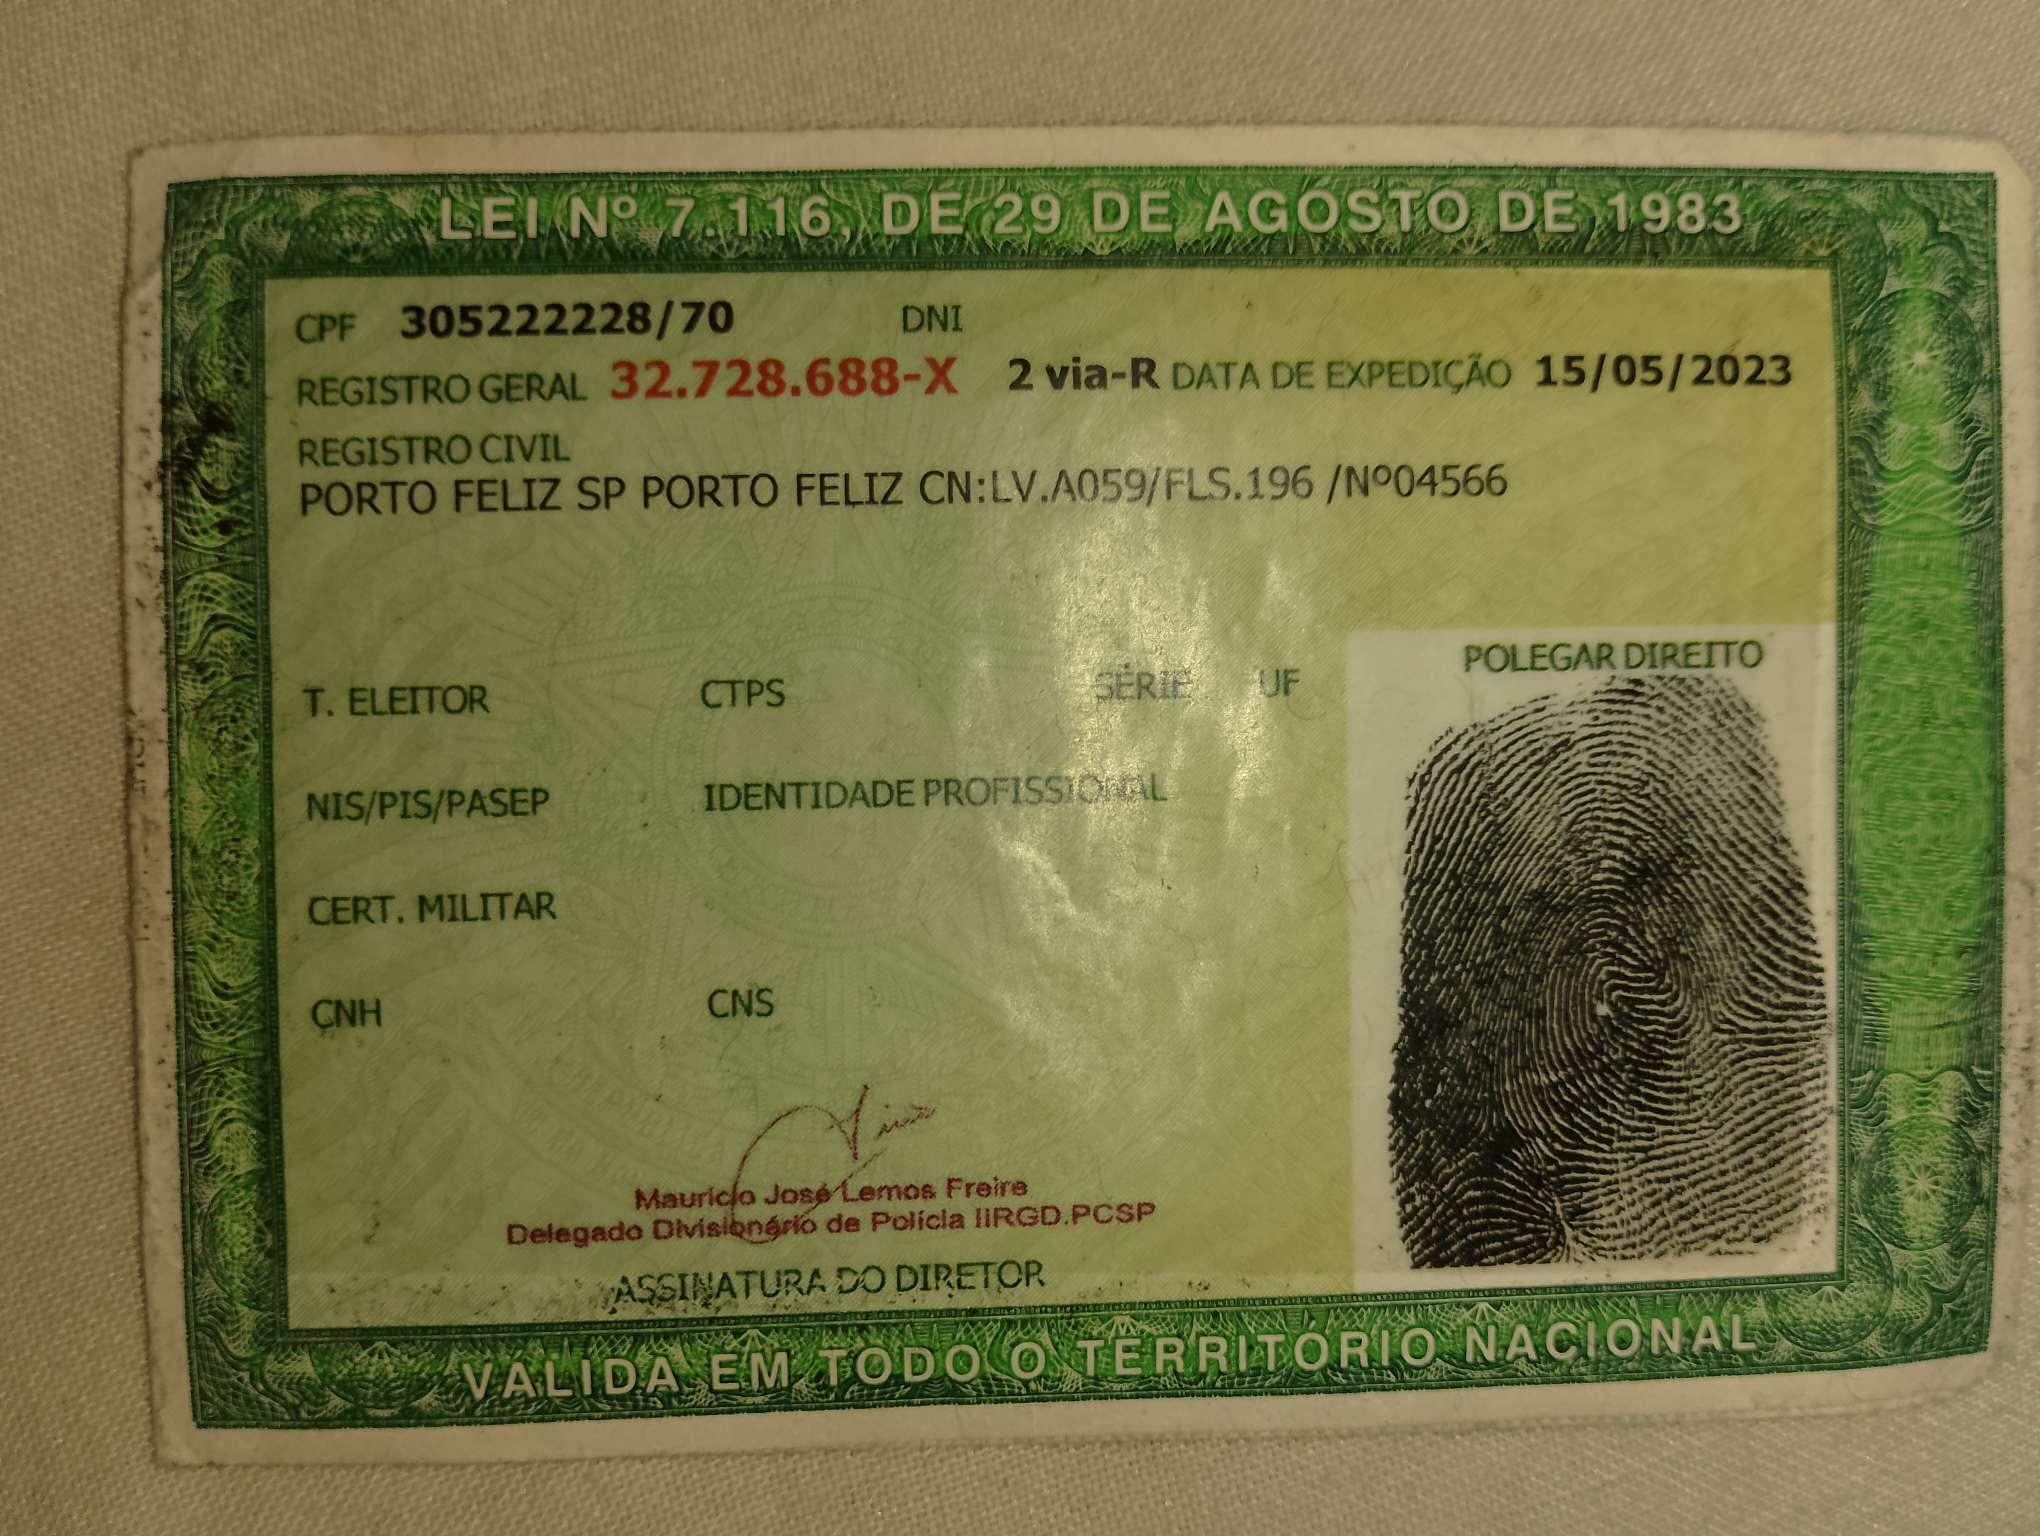 LEI Nº 7.116, DE 29 DE AGOSTO DE 1983
CPF 305222228/70 DNI
REGISTRO GERAL 32.728.688-X 2 via-R DATA DE EXPEDIÇÃO 15/05/2023
REGISTRO CIVIL
PORTO FELIZ SP PORTO FELIZ CN:LV.A059/FLS.196 /Nº04566
POLEGAR DIREITO
T. ELEITOR CTPS SÉRIE UF
NIS/PIS/PASEP IDENTIDADE PROFISSIONAL
CERT. MILITAR
CNH CNS
Mauricio José Lemos Freire
Delegado Divisionário de Polícia IIRGD.PCSP
ASSINATURA DO DIRETOR
VALIDA EM TODO O TERRITÓRIO NACIONAL